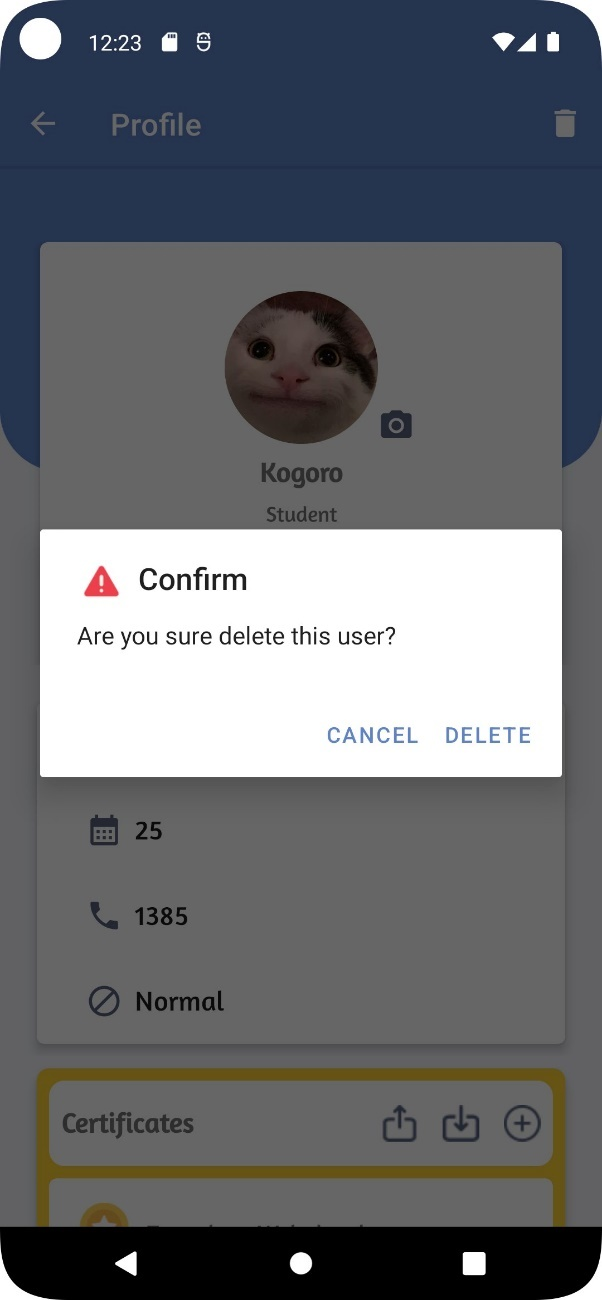 12:23
Profile
Kogoro
Student
Confirm
Are you sure delete this user?
CANCEL DELETE
25
1385
Normal
Certificates